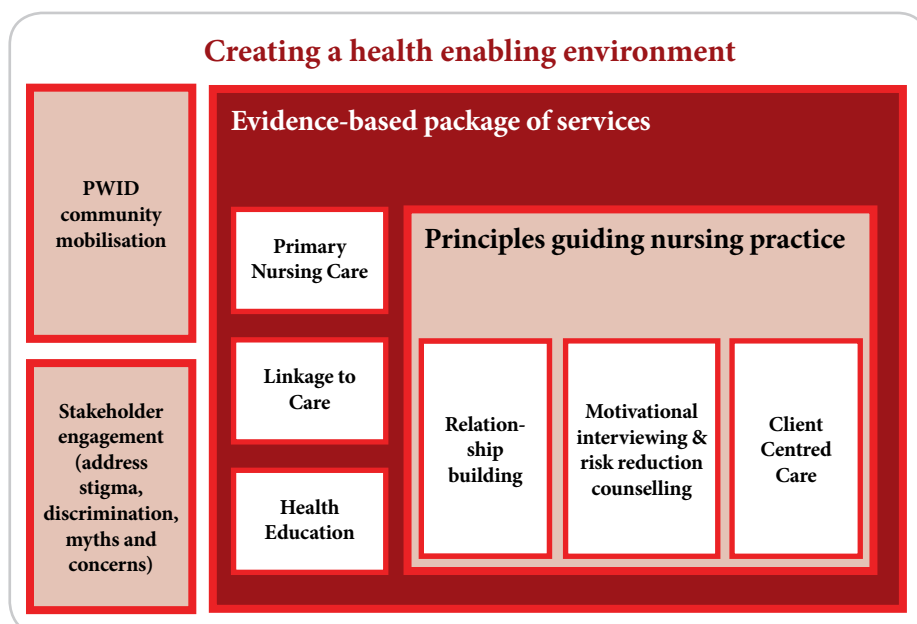 Creating a health enabling environment
PWID
community
mobilisation
Stakeholder
engagement
(address
stigma,
discrimination,
myths and
concerns)
Evidence-based package of services
Primary
Nursing Care
Linkage to
Care
Health
Education
Principles guiding nursing practice
Relation-
ship
building
Motivational
interviewing &
risk reduction
counselling
Client
Centred
Care